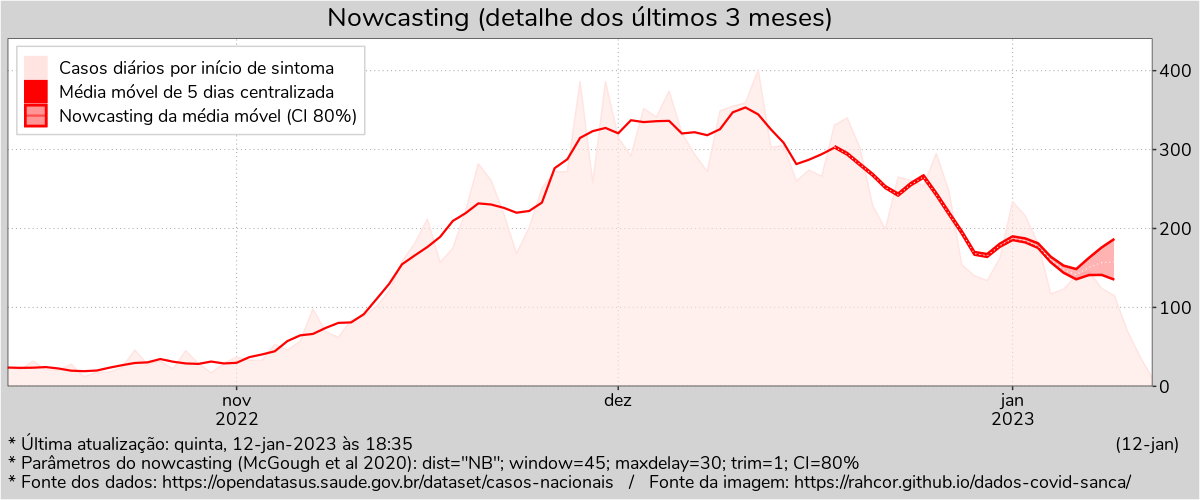 Nowcasting (detalhe dos últimos 3 meses)
Casos diários por início de sintoma
Média móvel de 5 dias centralizada
Nowcasting da média móvel (CI 80%)
400
300
200
100
0
nov
2022
dez
jan
2023
* Última atualização: quinta, 12-jan-2023 às 18:35
(12-jan)
* Parâmetros do nowcasting (McGough et al 2020): dist="NB"; window=45; maxdelay=30; trim=1; CI=80%
* Fonte dos dados: https://opendatasus.saude.gov.br/dataset/casos-nacionais / Fonte da imagem: https://rahcor.github.io/dados-covid-sanca/